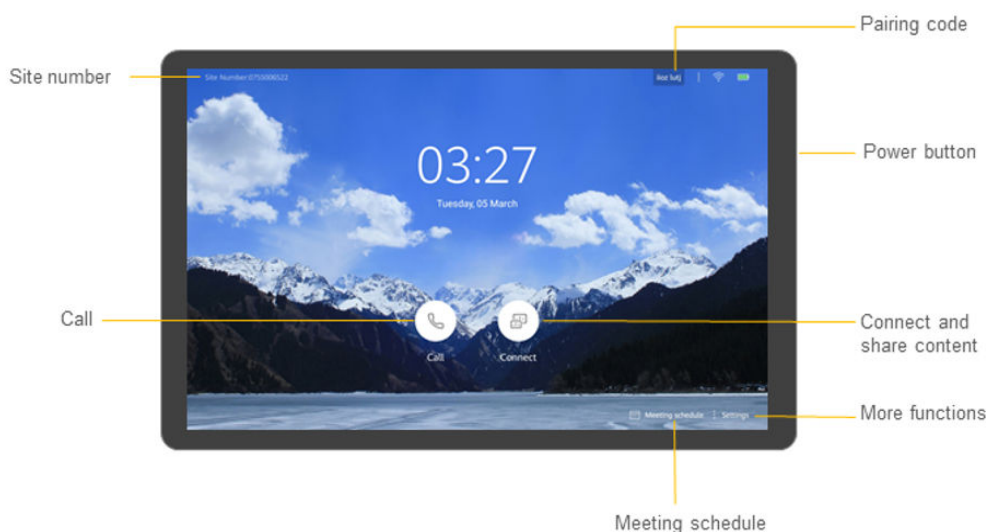 Pairing code
Site number
Site Number:0755006522
Power button
03:27
Tuesday, 05 March
Call
Connect and
share content
Call
Connect
More functions
Meeting schedule
Settings
Meeting schedule